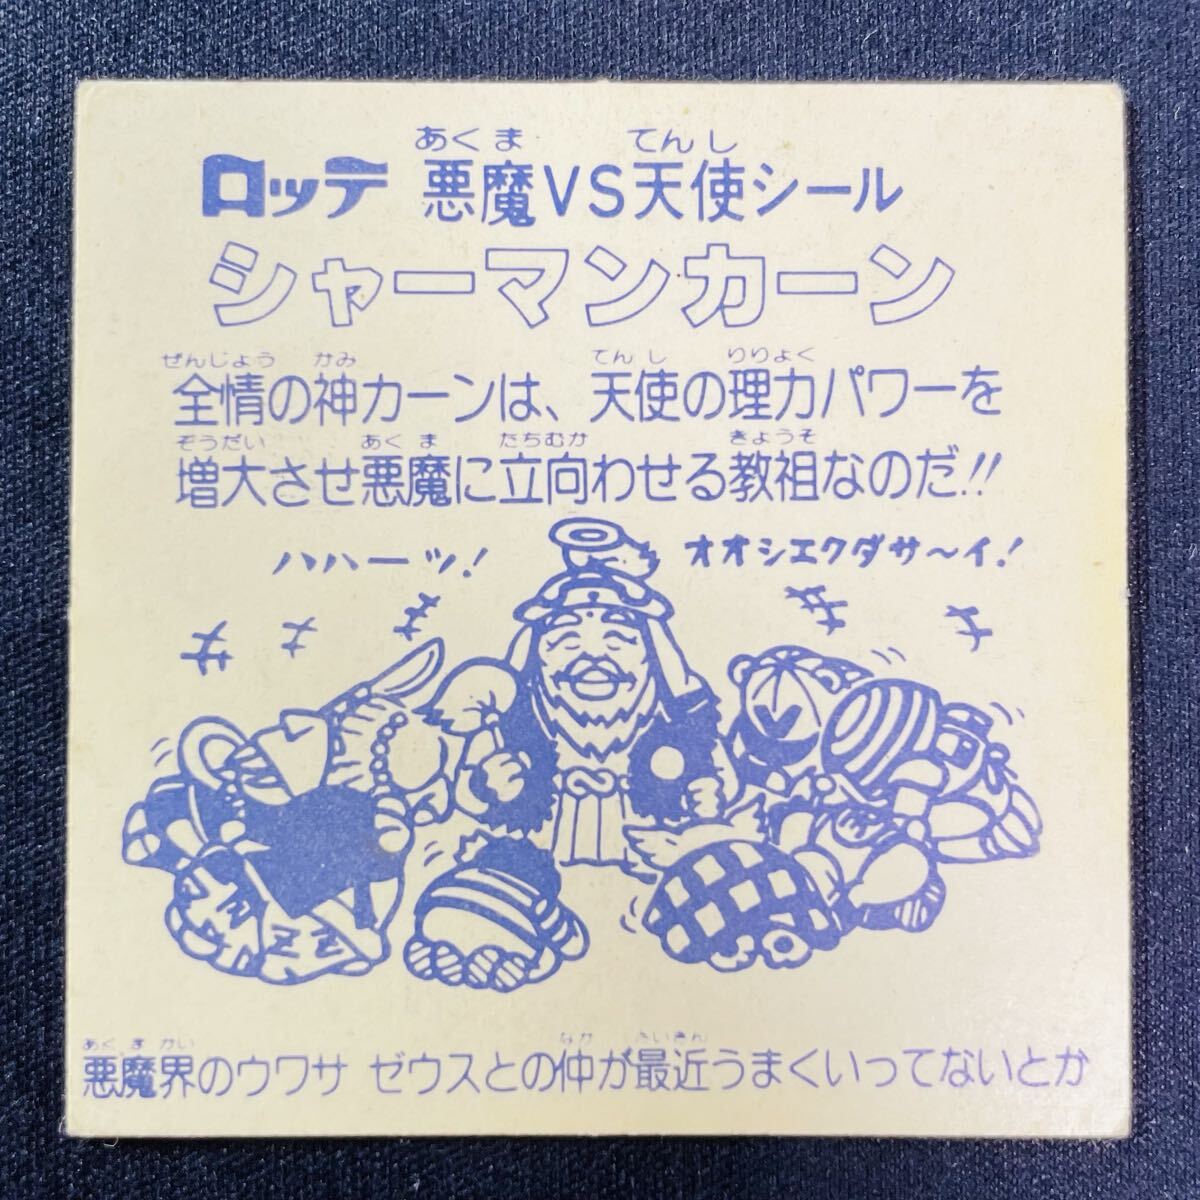 あくま てんし
ロッテ 悪魔VS天使シール
シャーマンカーン
ぜんじょう かみ てんし りりょく
全情の神カーンは、天使の理力パワーを
ぞうだい あくま たちむか きょうそ
増大させ悪魔に立向わせる教祖なのだ!!
ハハーッ! オオシエクダサ〜イ!
あくまかい なか さいきん
悪魔界のウワサ ゼウスとの仲が最近うまくいってないとか